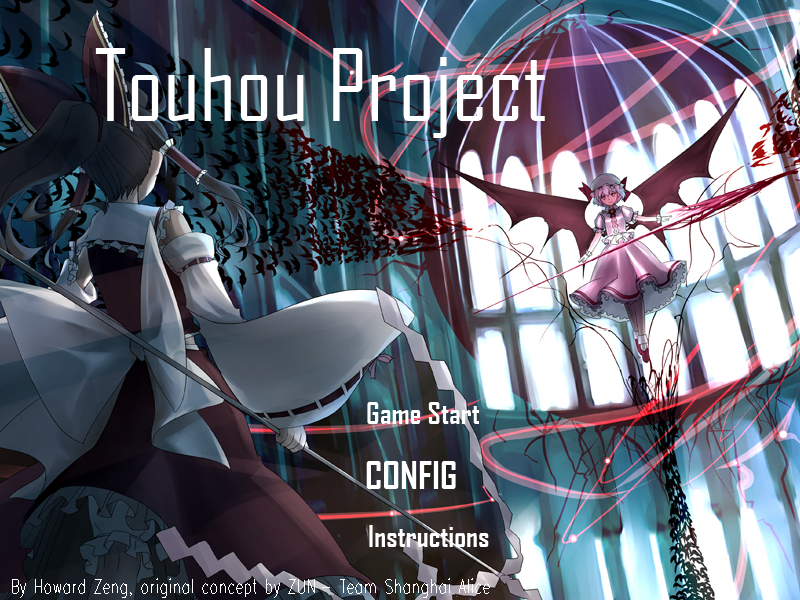 Touhou Project
Game Start
CONFIG
Instructions
By Howard Zeng, original concept by ZUN - Team Shanghai Alice